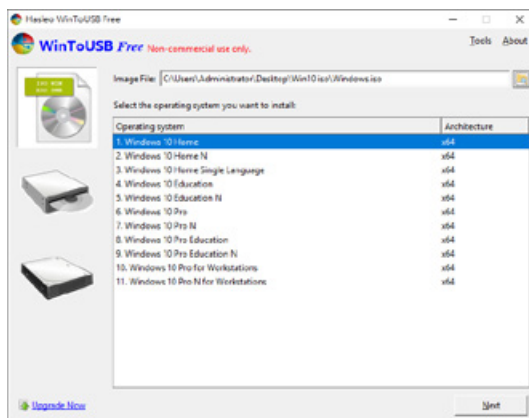 Hasleo WinToUSB Free
WinToUSB Free Non-commercial use only.
Tools About
Image File: C:\Users\Administrator\Desktop\Win10 iso\Windows.iso
Select the operating system you want to install:
Operating system Architecture
1. Windows 10 Home x64
2. Windows 10 Home N x64
3. Windows 10 Home Single Language x64
4. Windows 10 Education x64
5. Windows 10 Education N x64
6. Windows 10 Pro x64
7. Windows 10 Pro N x64
8. Windows 10 Pro Education x64
9. Windows 10 Pro Education N x64
10. Windows 10 Pro for Workstations x64
11. Windows 10 Pro N for Workstations x64
Upgrade Now
Next